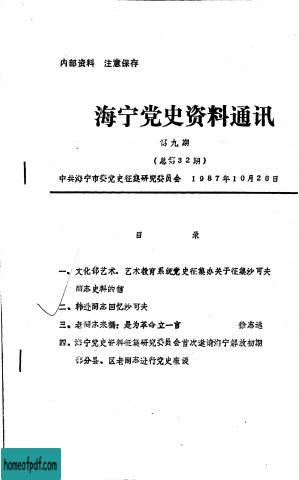 内部资料 注意保存
海宁党史资料通讯
第九期
(总第32期)
中共海宁市委党史征集研究委员会 1987年10月26日
目 录
一、文化部艺术、艺术教育系统党史征集办关于征集沙可夫
同志史料的信
二、韩进同志回忆沙可夫
三、老同志来稿:是为革命立一言 徐志远
四、海宁党史资料征集研究委员会首次邀请海宁解放初期
部分县、区老同志进行党史座谈
homeofpdf.com